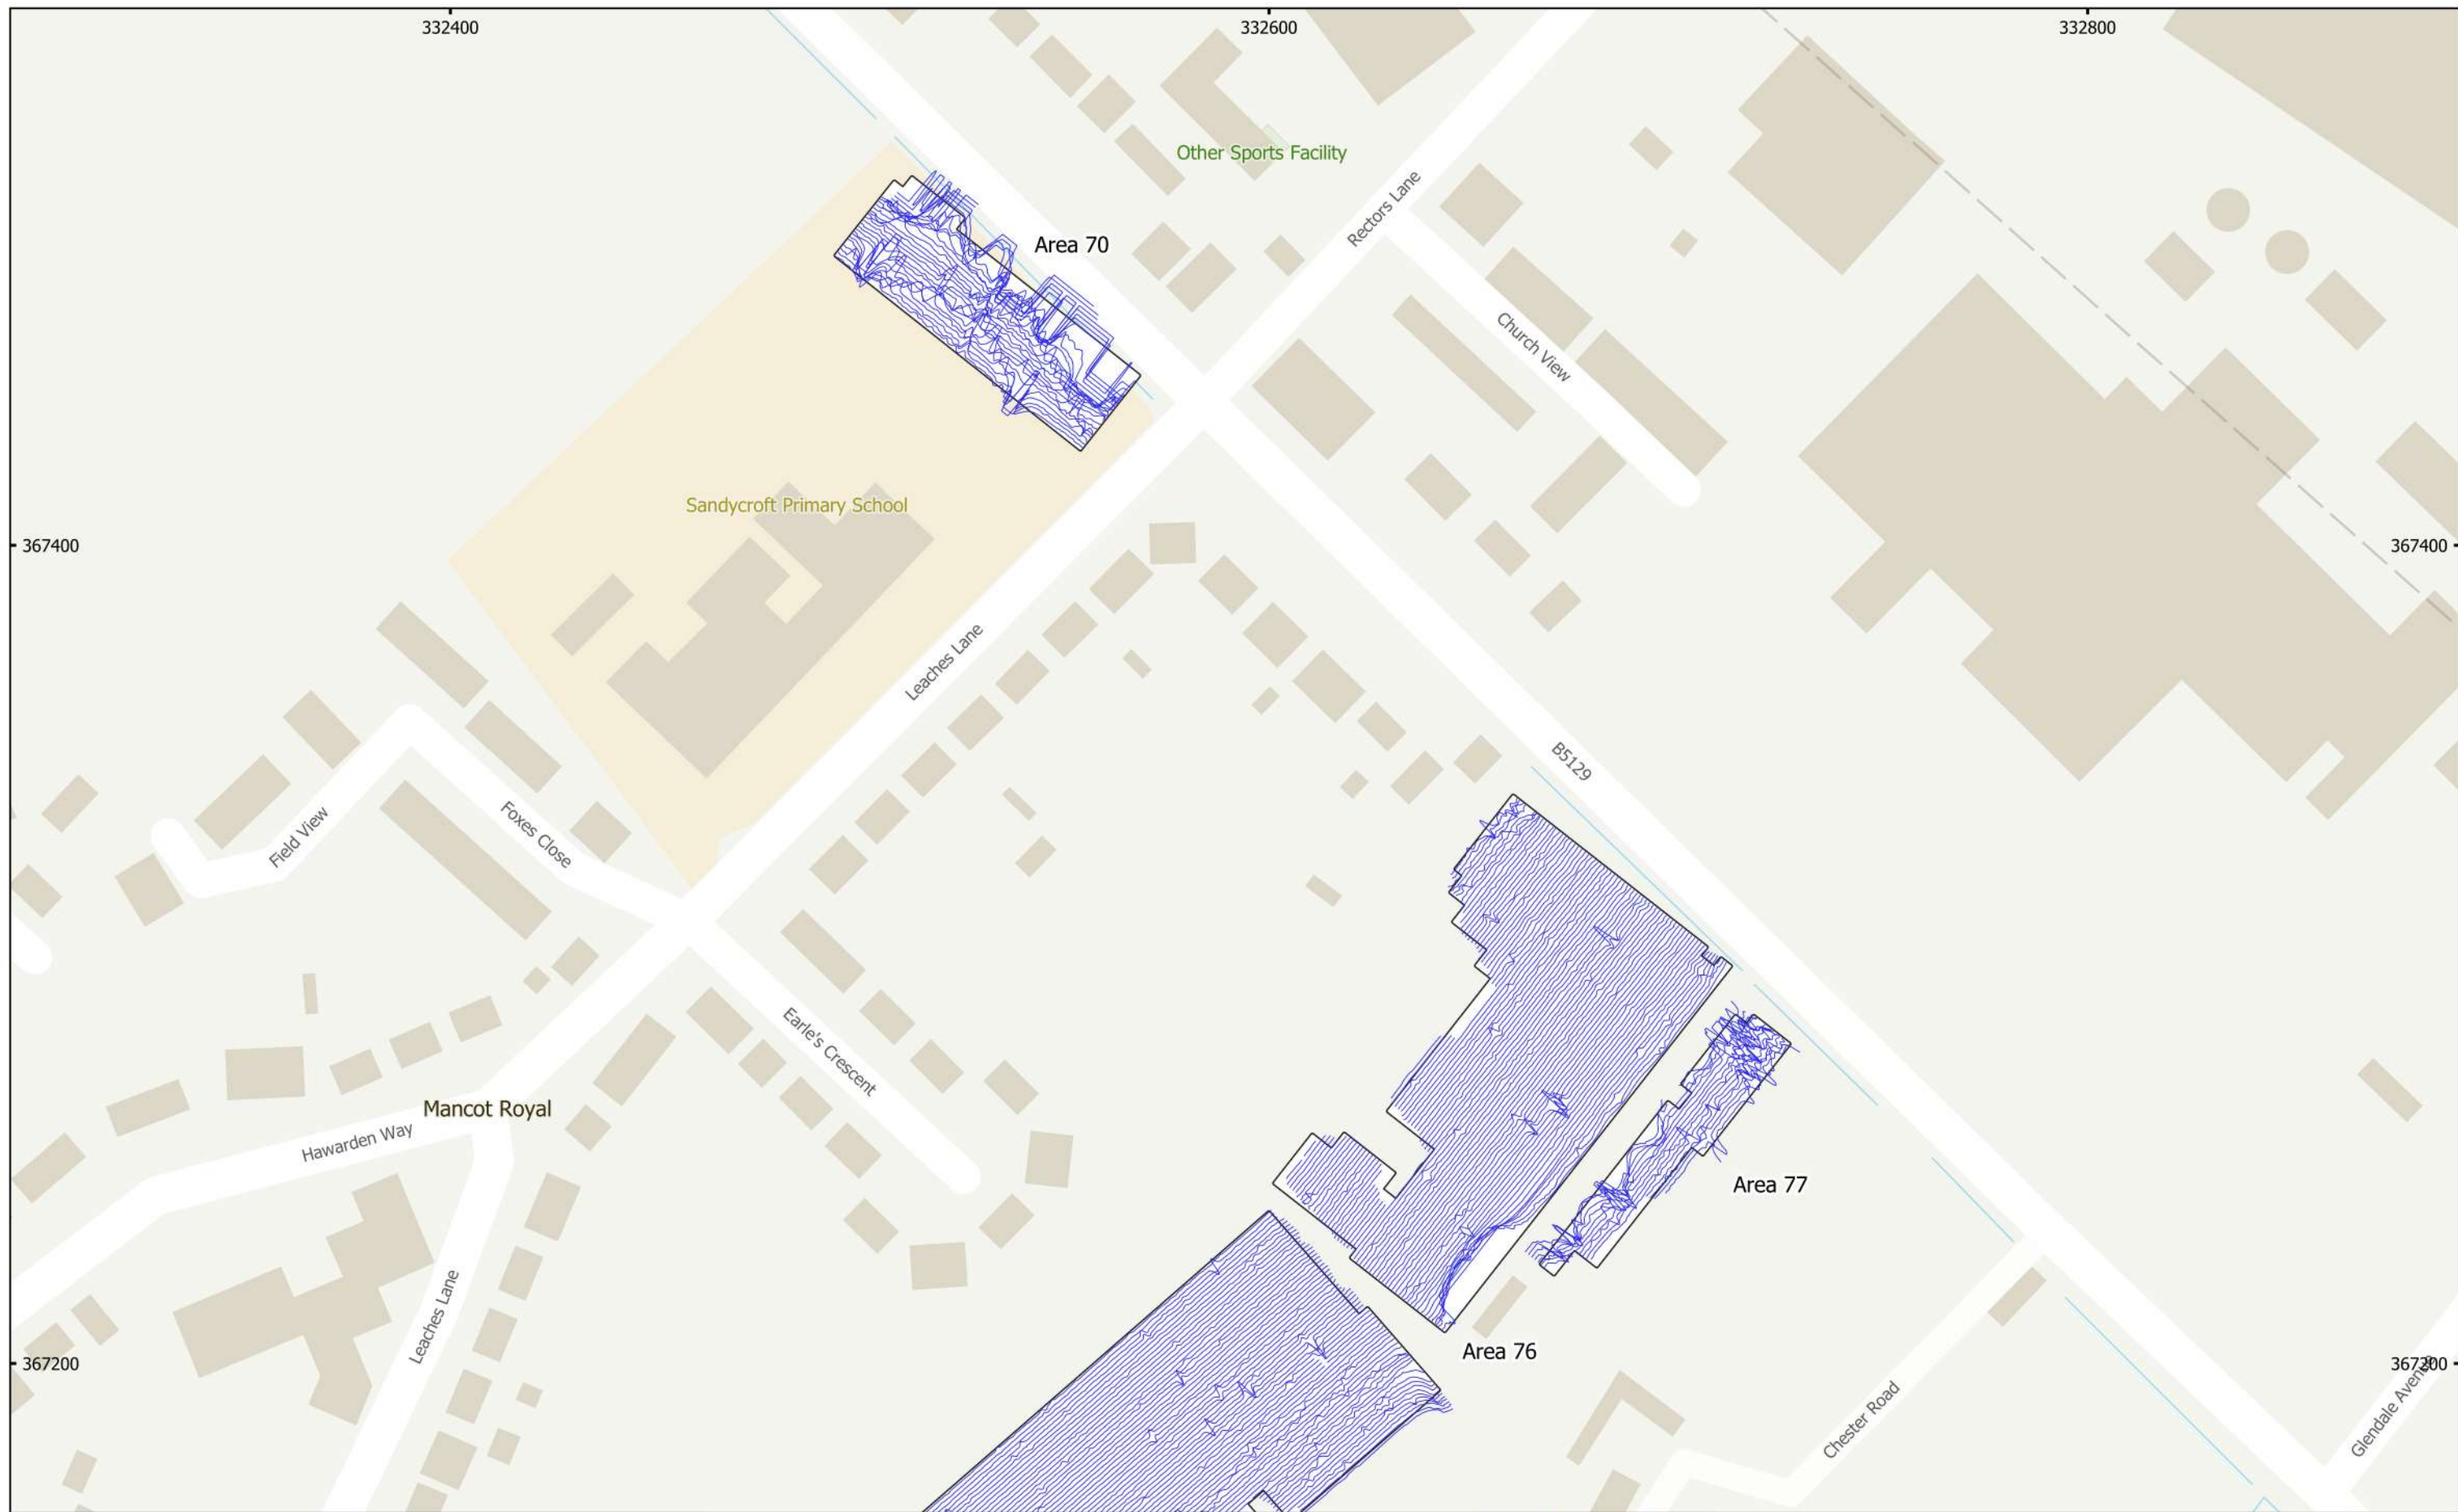 332400
332600
332800
Other Sports Facility
Rectors Lane
Area 70
Church View
Sandycroft Primary School
367400
367400
Leaches Lane
B5129
Field View
Foxes Close
Earle's Crescent
Mancot Royal
Hawarden Way
Area 77
Leaches Lane
Area 76
367200
367200
Chester Road
Glendale Avenue